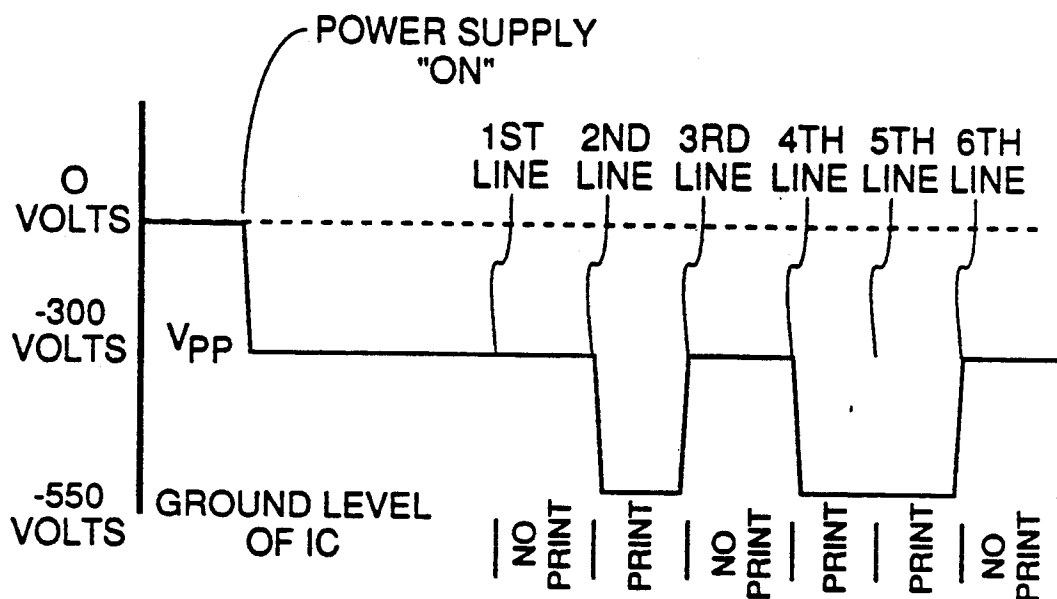 POWER SUPPLY
"ON"
1ST 2ND 3RD 4TH 5TH 6TH
LINE LINE LINE LINE LINE LINE
O
VOLTS
-300
VOLTS
VPP
-550
VOLTS
GROUND LEVEL
OF IC
NO
PRINT
PRINT
NO
PRINT
PRINT
PRINT
NO
PRINT